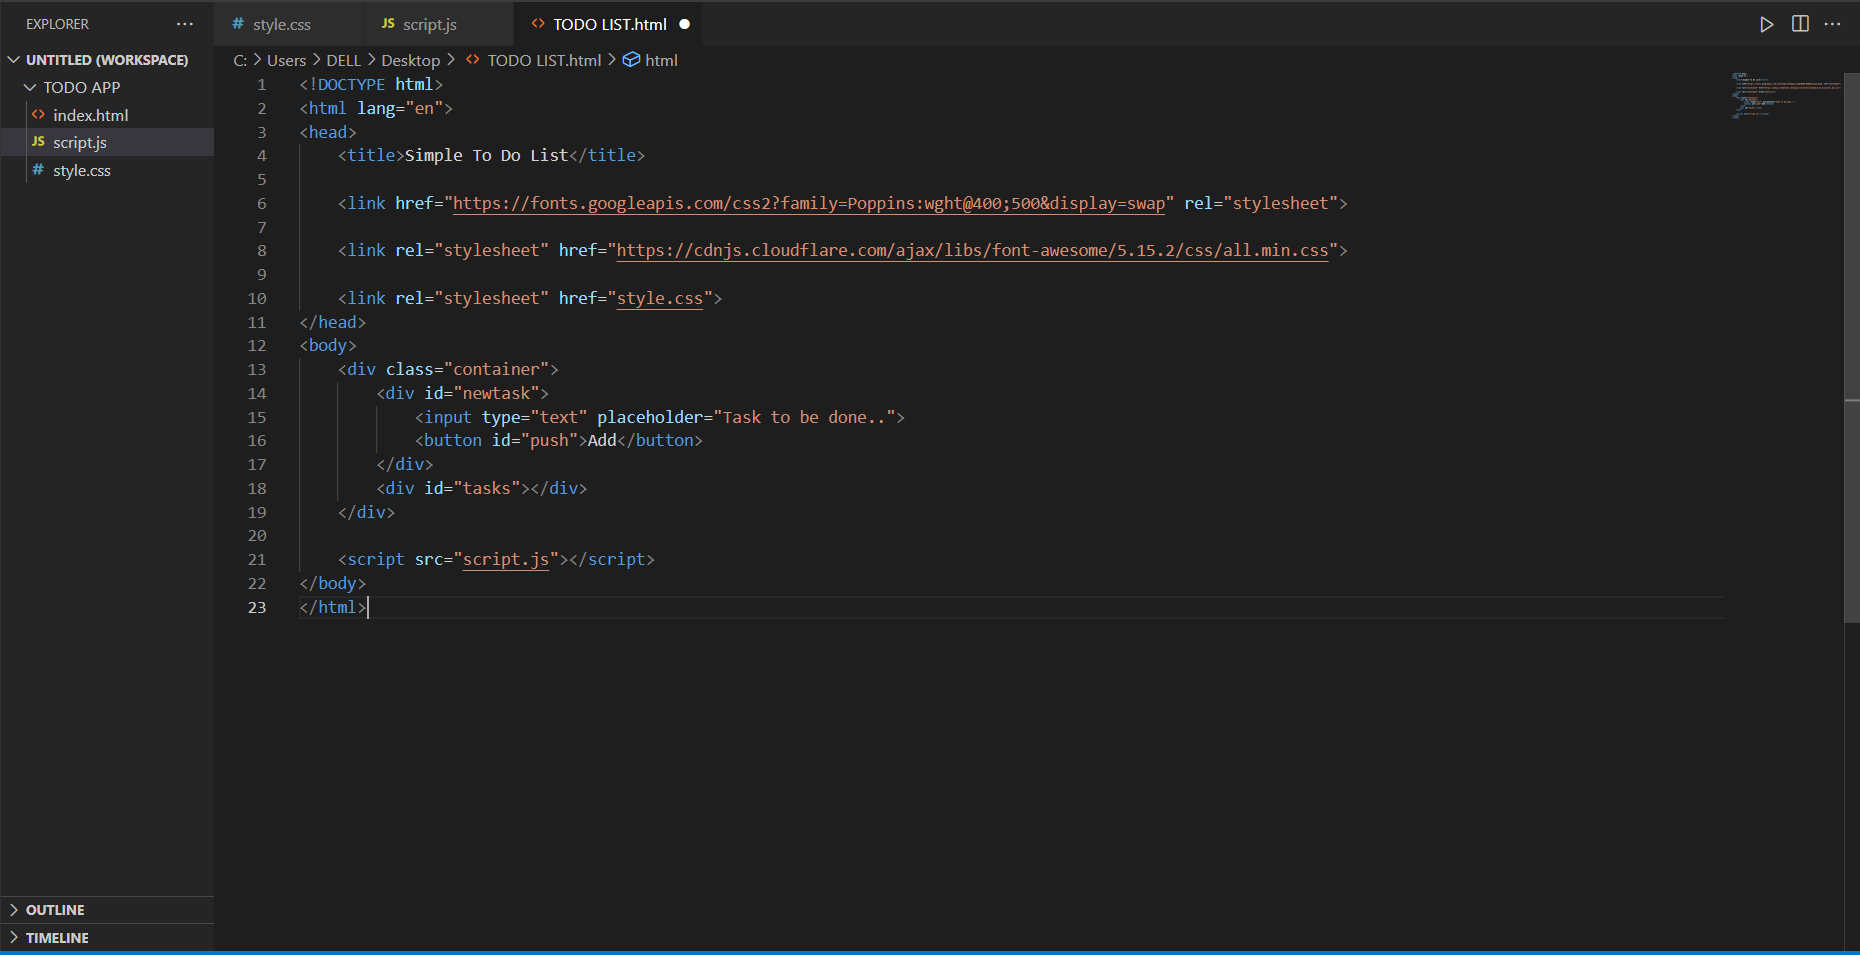 EXPLORER ···
# style.css
JS script.js
<> TODO LIST.html
···
UNTITLED (WORKSPACE)
TODO APP
<> index.html
JS script.js
# style.css
OUTLINE
TIMELINE
C: > Users > DELL > Desktop > <> TODO LIST.html > html
1 <!DOCTYPE html>
2 <html lang="en">
3 <head>
4     <title>Simple To Do List</title>
5
6     <link href="https://fonts.googleapis.com/css2?family=Poppins:wght@400;500&display=swap" rel="stylesheet">
7
8     <link rel="stylesheet" href="https://cdnjs.cloudflare.com/ajax/libs/font-awesome/5.15.2/css/all.min.css">
9
10     <link rel="stylesheet" href="style.css">
11 </head>
12 <body>
13     <div class="container">
14         <div id="newtask">
15             <input type="text" placeholder="Task to be done..">
16             <button id="push">Add</button>
17         </div>
18         <div id="tasks"></div>
19     </div>
20
21     <script src="script.js"></script>
22 </body>
23 </html>